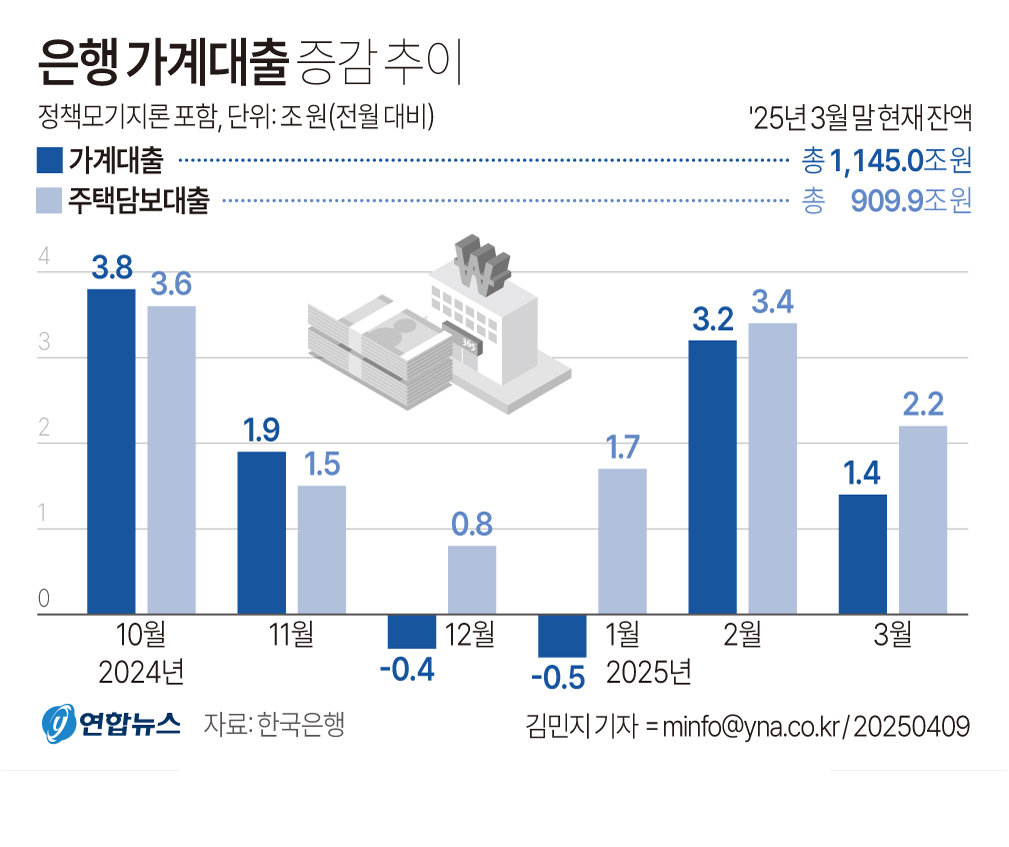 은행 가계대출 증감 추이
정책모기지론 포함, 단위: 조 원(전월 대비)
'25년 3월 말 현재 잔액
가계대출 총 1,145.0조 원
주택담보대출 총 909.9조 원
4
3
2
1
0
3.8
3.6
1.9
1.5
-0.4
0.8
-0.5
1.7
3.2
3.4
1.4
2.2
₩
365
10월 11월 12월 1월 2월 3월
2024년 2025년
y 연합뉴스 자료: 한국은행
김민지 기자 = minfo@yna.co.kr / 20250409